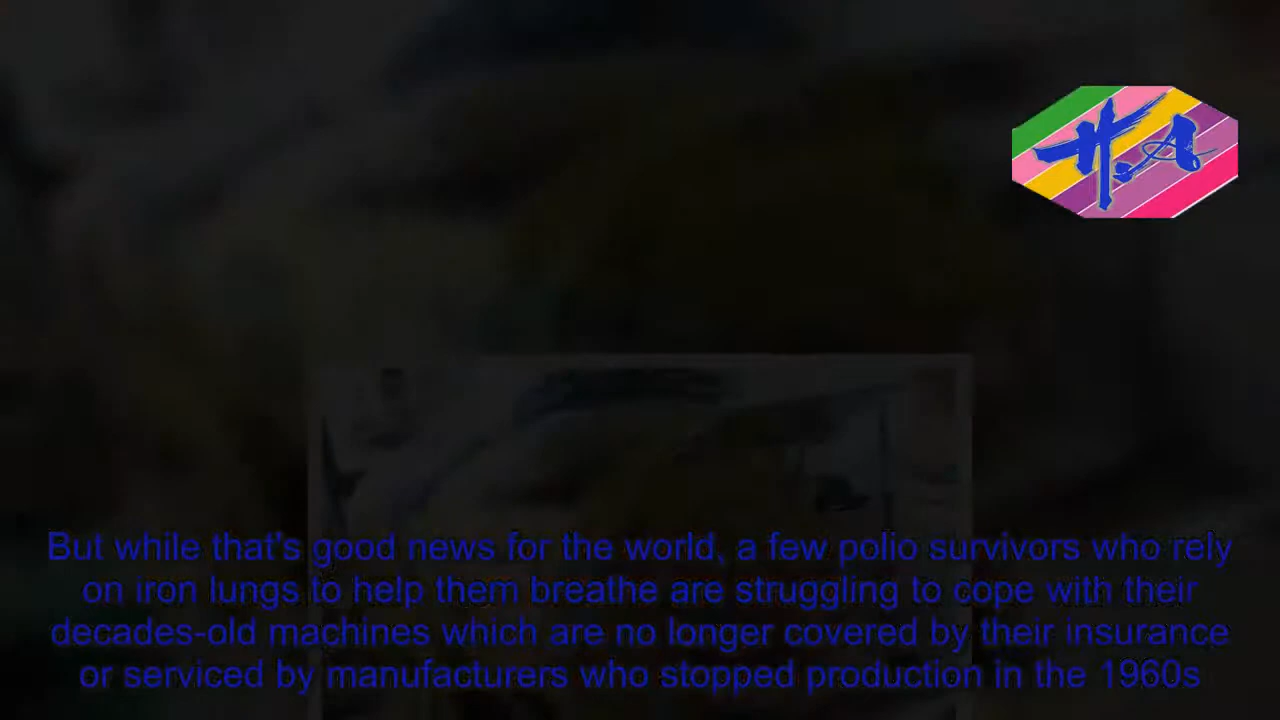 H.A
But while that's good news for the world, a few polio survivors who rely
on iron lungs to help them breathe are struggling to cope with their
decades-old machines which are no longer covered by their insurance
or serviced by manufacturers who stopped production in the 1960s